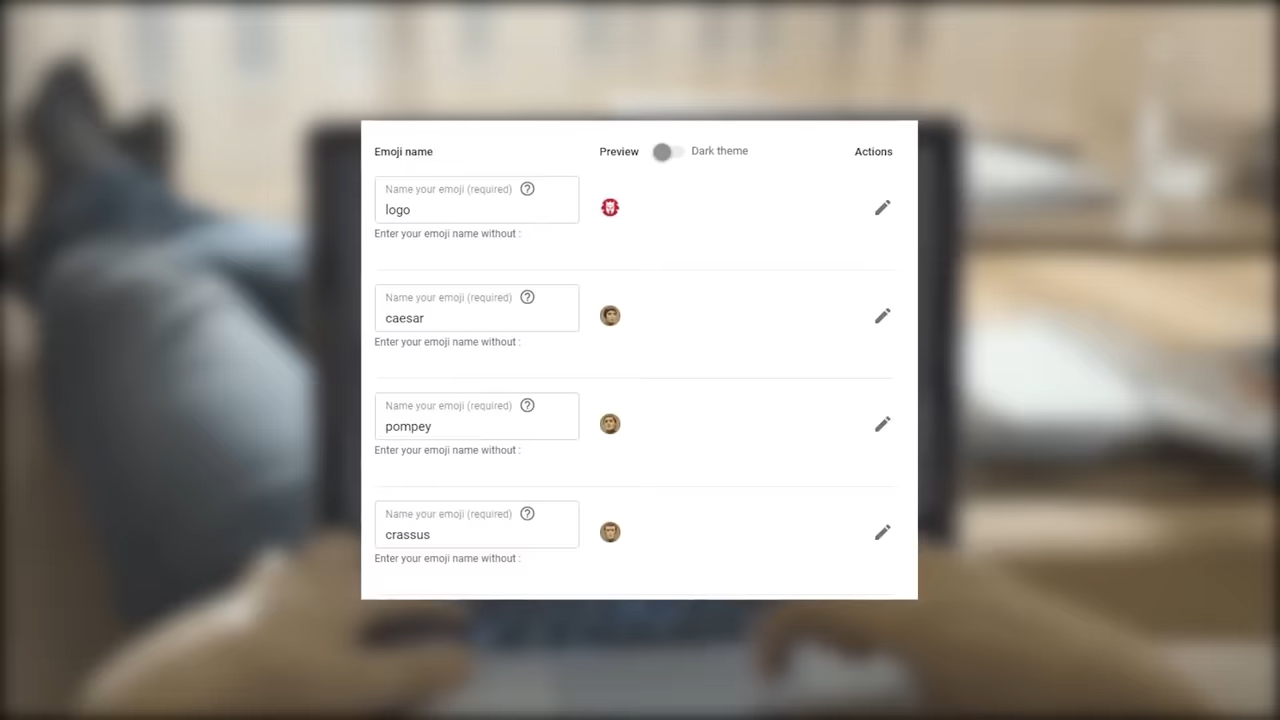 Emoji name Preview Dark theme Actions
Name your emoji (required) ?
logo
Enter your emoji name without :
Name your emoji (required) ?
caesar
Enter your emoji name without :
Name your emoji (required) ?
pompey
Enter your emoji name without :
Name your emoji (required) ?
crassus
Enter your emoji name without :